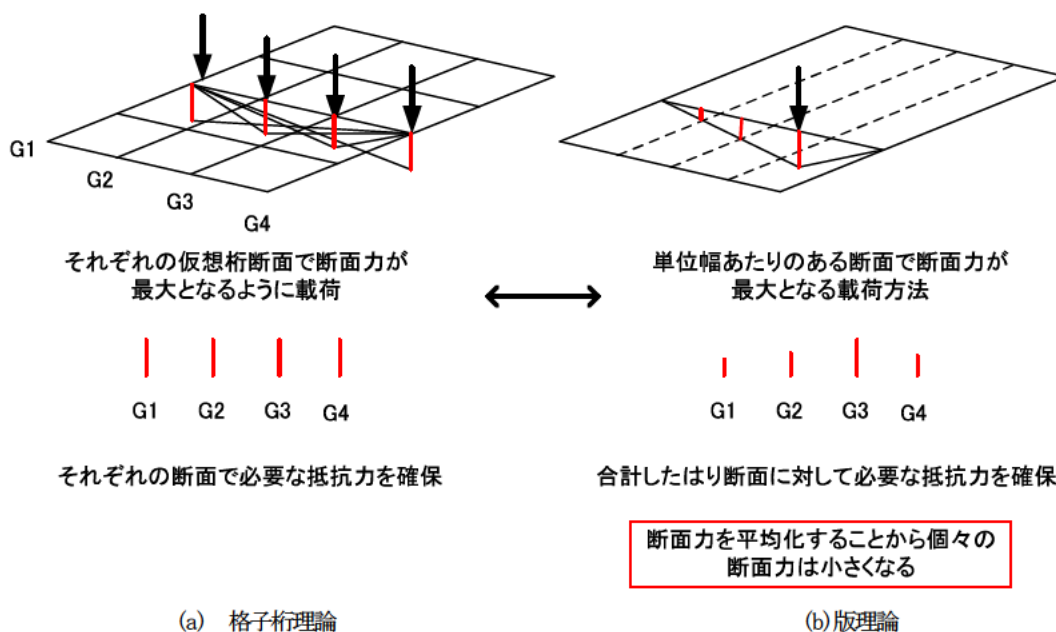 G1
G2
G3
G4
それぞれの仮想桁断面で断面力が
最大となるように載荷
G1 G2 G3 G4
それぞれの断面で必要な抵抗力を確保
(a) 格子桁理論
単位幅あたりのある断面で断面力が
最大となる載荷方法
G1 G2 G3 G4
合計したはり断面に対して必要な抵抗力を確保
断面力を平均化することから個々の
断面力は小さくなる
(b) 版理論